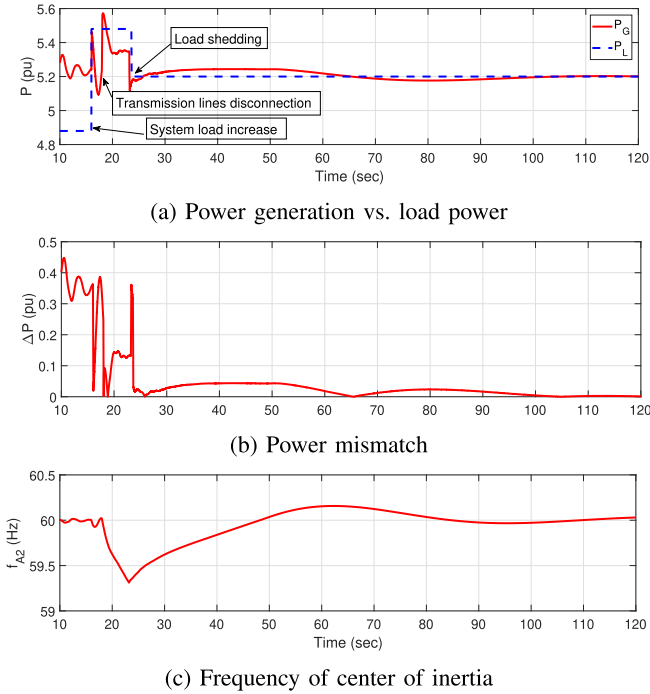 5.6
5.4
5.2
5
4.8
P (pu)
P_G
P_L
Load shedding
Transmission lines disconnection
System load increase
10 20 30 40 50 60 70 80 90 100 110 120
Time (sec)
(a) Power generation vs. load power
0.5
0.4
0.3
0.2
0.1
0
ΔP (pu)
10 20 30 40 50 60 70 80 90 100 110 120
(b) Power mismatch
60.5
60
59.5
59
f_A2 (Hz)
10 20 30 40 50 60 70 80 90 100 110 120
Time (sec)
(c) Frequency of center of inertia